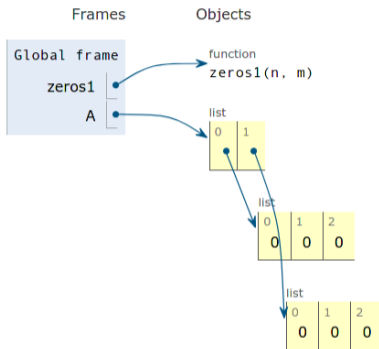 Frames Objects
Global frame
function
zeros1(n, m)
zeros1
A
list
0 1
list
0 1 2
0 0 0
list
0 1 2
0 0 0